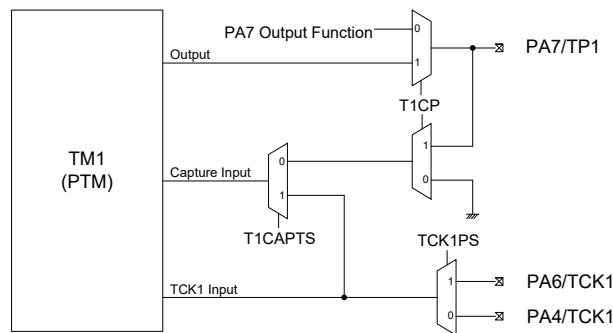 PA7 Output Function
0
1
PA7/TP1
Output
T1CP
TM1
(PTM)
1
0
Capture Input
0
1
T1CAPTS
TCK1PS
TCK1 Input
1
PA6/TCK1
0
PA4/TCK1